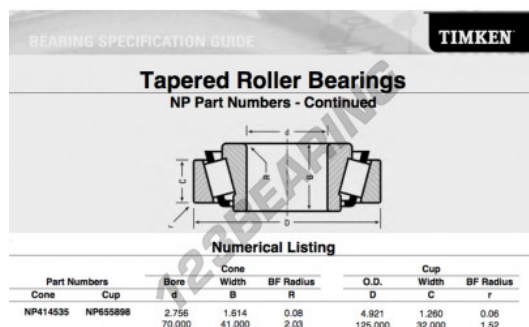 BEARING SPECIFICATION GUIDE
TIMKEN
Tapered Roller Bearings
NP Part Numbers - Continued
d
C
R
B
r
D
123BEARING
Numerical Listing
Cone Cup
Part Numbers Bore Width BF Radius O.D. Width BF Radius
Cone Cup d B R D C r
NP414535 NP655898 2.756 1.614 0.08 4.921 1.260 0.06
70.000 41.000 2.03 125.000 32.000 1.52